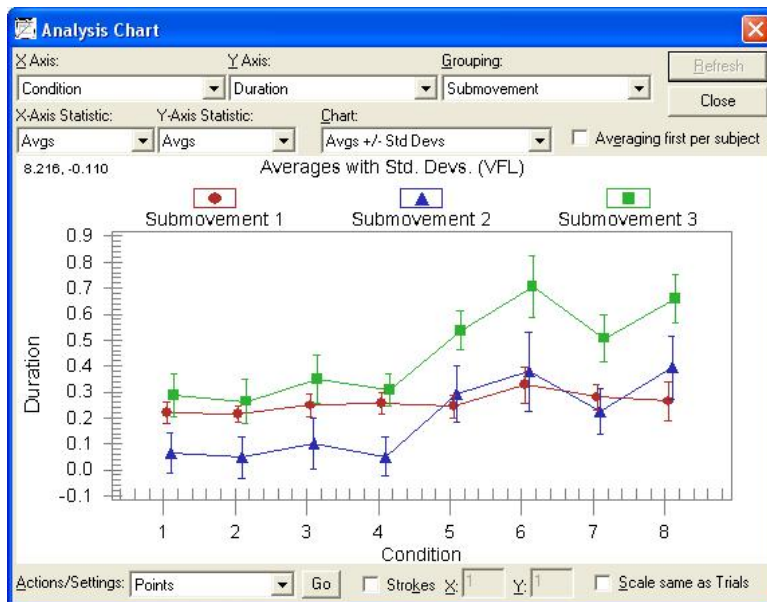 Analysis Chart
X Axis: Y Axis: Grouping: Refresh
Condition Duration Submovement
Close
X-Axis Statistic: Y-Axis Statistic: Chart:
Avgs Avgs Avgs +/- Std Devs Averaging first per subject
8.216, -0.110 Averages with Std. Devs. (VFL)
Submovement 1 Submovement 2 Submovement 3
0.9
0.8
0.7
0.6
0.5
0.4
0.3
0.2
0.1
0.0
-0.1
Duration
1 2 3 4 5 6 7 8
Condition
Actions/Settings: Points Go Strokes X: 1 Y: 1 Scale same as Trials